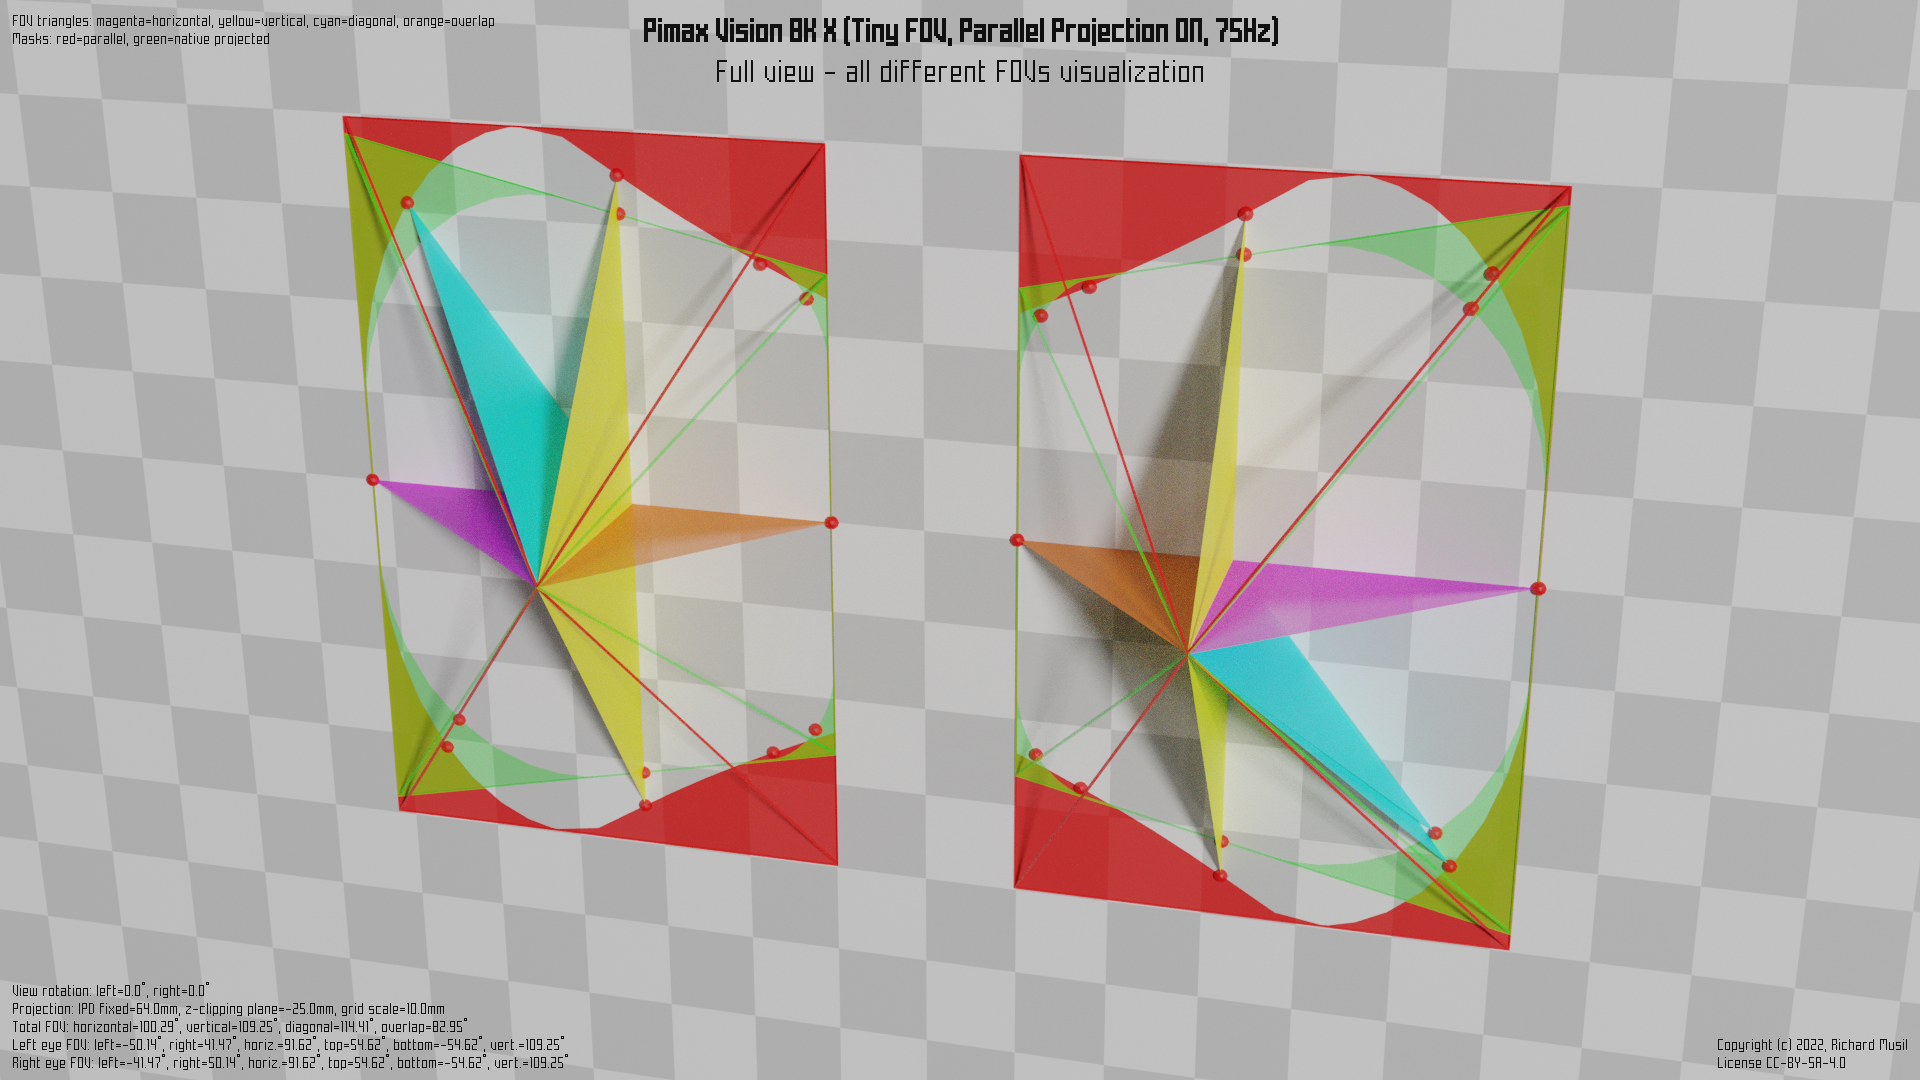 FOV triangles: magenta=horizontal, yellow=vertical, cyan=diagonal, orange=overlap
Masks: red=parallel, green=native projected
Pimax Vision 8K X (Tiny FOV, Parallel Projection ON, 75Hz)
Full view - all different FOVs visualization
View rotation: left=0.0°, right=0.0°
Projection: IPD fixed=64.0mm, z-clipping plane=-25.0mm, grid scale=10.0mm
Total FOV: horizontal=100.29°, vertical=109.25°, diagonal=114.41°, overlap=82.95°
Left eye FOV: left=-50.14°, right=41.47°, horiz.=91.62°, top=54.62°, bottom=-54.62°, vert.=109.25°
Right eye FOV: left=-41.47°, right=50.14°, horiz.=91.62°, top=54.62°, bottom=-54.62°, vert.=109.25°
Copyright (c) 2022, Richard Musil
License CC-BY-SA-4.0